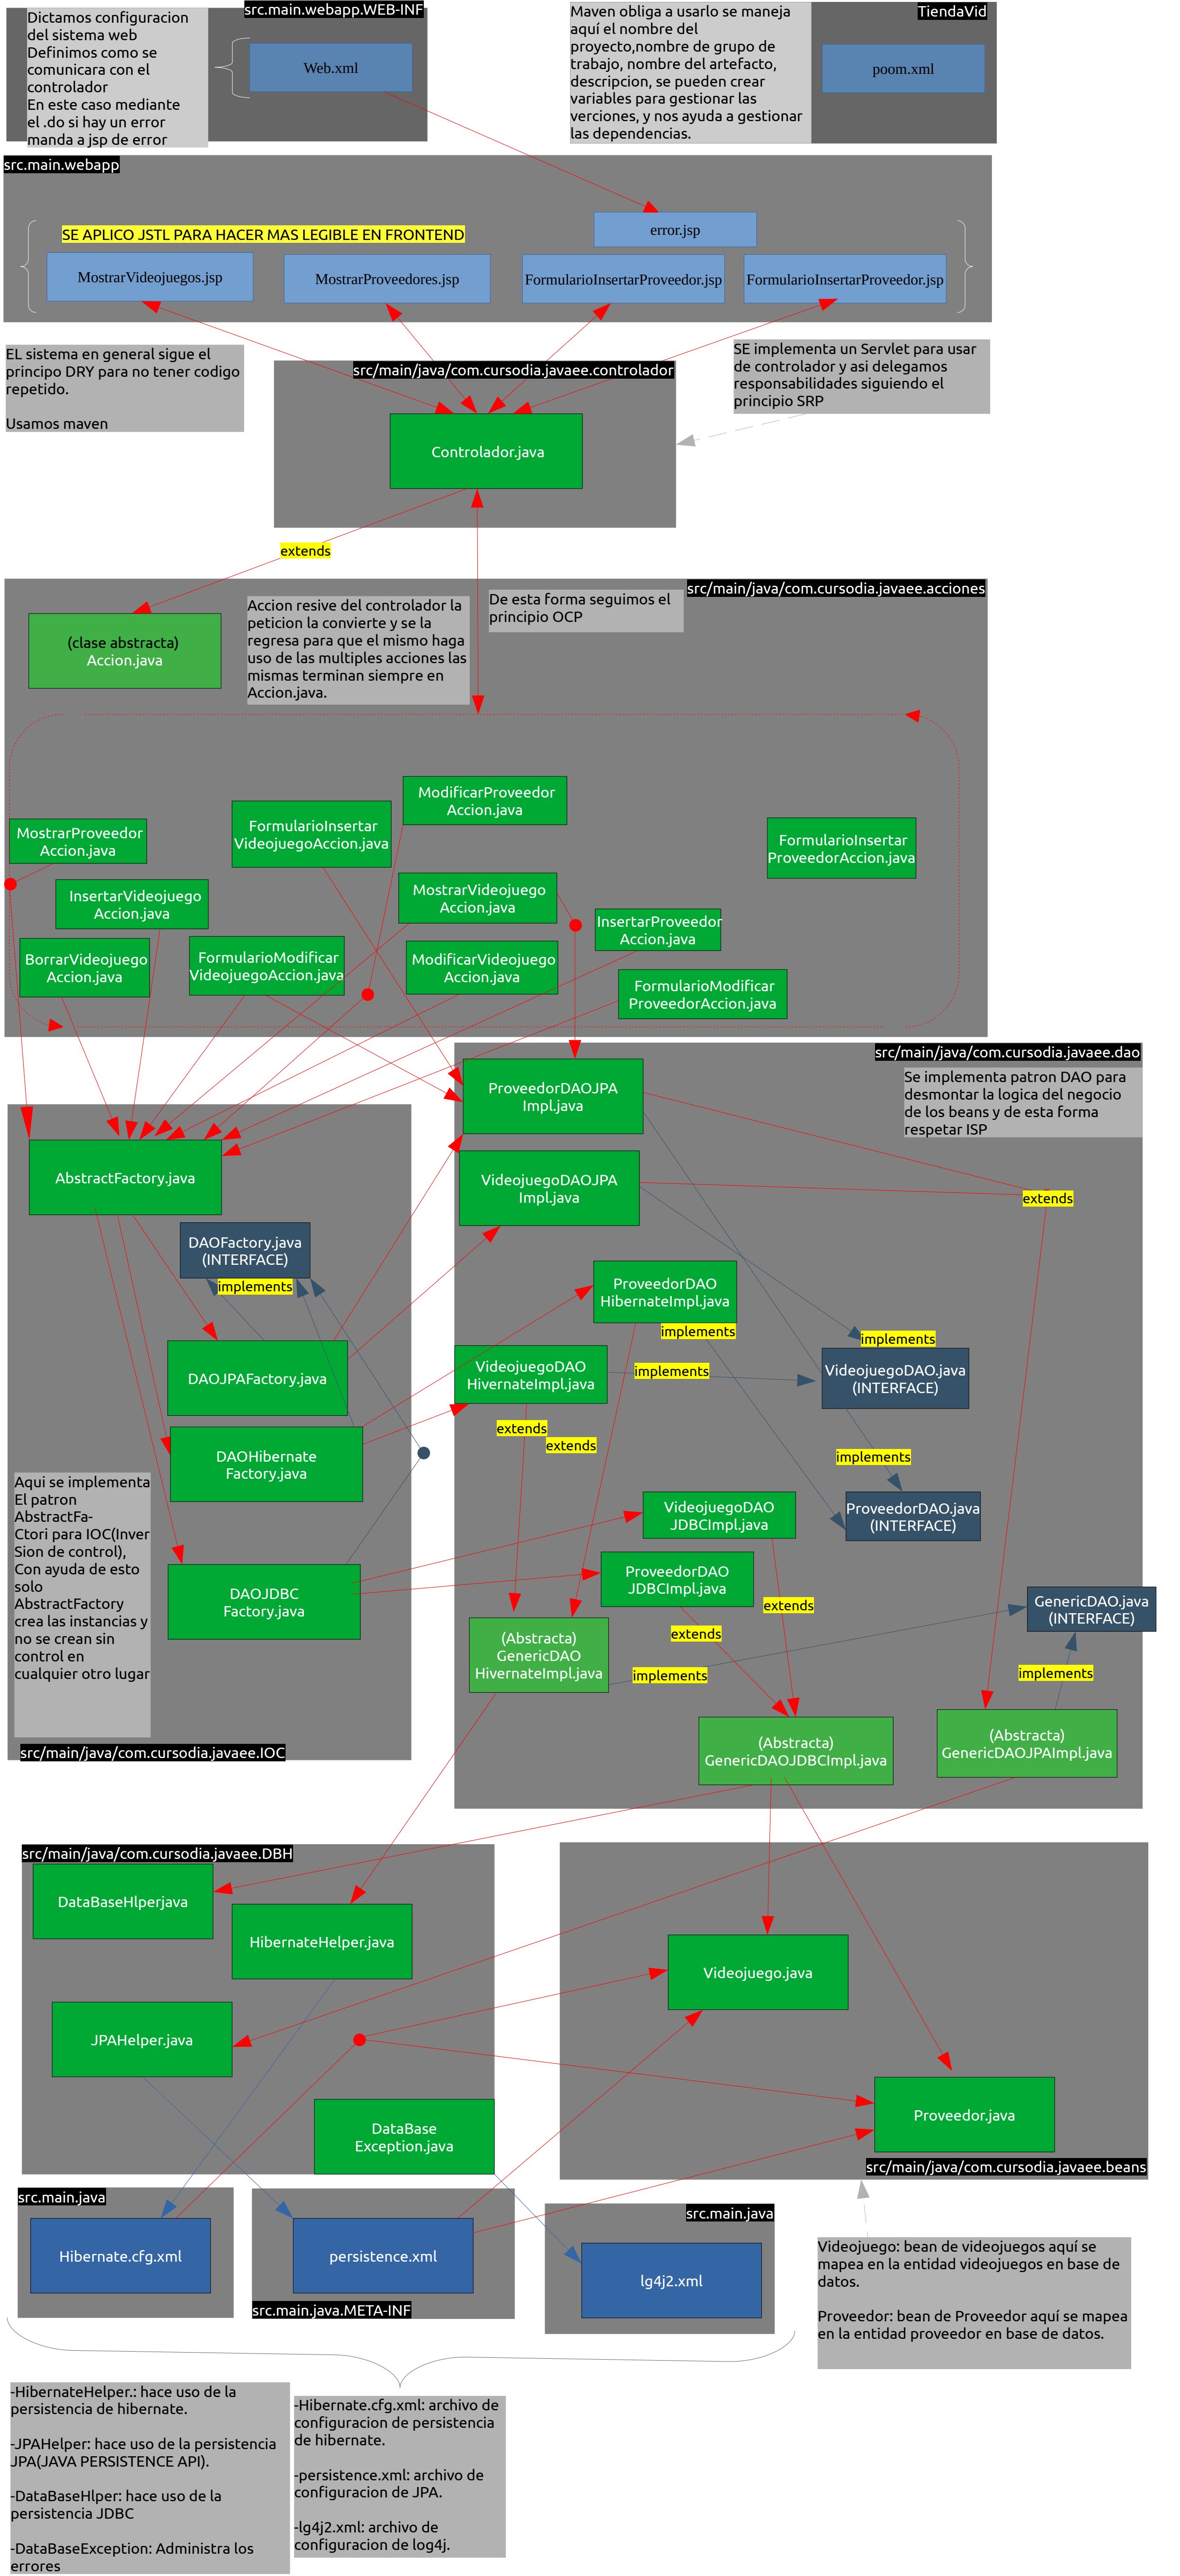 Dictamos configuracion
del sistema web
Definimos como se
comunicara con el
controlador
En este caso mediante
el .do si hay un error
manda a jsp de error
src.main.webapp.WEB-INF
Web.xml
Maven obliga a usarlo se maneja
aquí el nombre del
proyecto,nombre de grupo de
trabajo, nombre del artefacto,
descripcion, se pueden crear
variables para gestionar las
verciones, y nos ayuda a gestionar
las dependencias.
TiendaVid
poom.xml
src.main.webapp
SE APLICO JSTL PARA HACER MAS LEGIBLE EN FRONTEND
error.jsp
MostrarVideojuegos.jsp
MostrarProveedores.jsp
FormularioInsertarProveedor.jsp
FormularioInsertarProveedor.jsp
EL sistema en general sigue el
principo DRY para no tener codigo
repetido.
Usamos maven
src/main/java/com.cursodia.javaee.controlador
Controlador.java
SE implementa un Servlet para usar
de controlador y asi delegamos
responsabilidades siguiendo el
principio SRP
extends
src/main/java/com.cursodia.javaee.acciones
(clase abstracta)
Accion.java
Accion resive del controlador la
peticion la convierte y se la
regresa para que el mismo haga
uso de las multiples acciones las
mismas terminan siempre en
Accion.java.
De esta forma seguimos el
principio OCP
ModificarProveedor
Accion.java
FormularioInsertar
VideojuegoAccion.java
MostrarProveedor
Accion.java
FormularioInsertar
ProveedorAccion.java
InsertarVideojuego
Accion.java
MostrarVideojuego
Accion.java
InsertarProveedor
Accion.java
BorrarVideojuego
Accion.java
FormularioModificar
VideojuegoAccion.java
ModificarVideojuego
Accion.java
FormularioModificar
ProveedorAccion.java
src/main/java/com.cursodia.javaee.dao
Se implementa patron DAO para
desmontar la logica del negocio
de los beans y de esta forma
respetar ISP
ProveedorDAOJPA
Impl.java
VideojuegoDAOJPA
Impl.java
extends
AbstractFactory.java
DAOFactory.java
(INTERFACE)
implements
ProveedorDAO
HibernateImpl.java
implements
implements
DAOJPAFactory.java
VideojuegoDAO
HivernateImpl.java
implements
VideojuegoDAO.java
(INTERFACE)
extends
extends
DAOHibernate
Factory.java
implements
Aqui se implementa
El patron
AbstractFa-
Ctori para IOC(Inver
Sion de control),
Con ayuda de esto
solo
AbstractFactory
crea las instancias y
no se crean sin
control en
cualquier otro lugar
VideojuegoDAO
JDBCImpl.java
ProveedorDAO.java
(INTERFACE)
DAOJDBC
Factory.java
ProveedorDAO
JDBCImpl.java
extends
extends
GenericDAO.java
(INTERFACE)
(Abstracta)
GenericDAO
HivernateImpl.java
implements
implements
(Abstracta)
GenericDAOJDBCImpl.java
(Abstracta)
GenericDAOJPAImpl.java
src/main/java/com.cursodia.javaee.IOC
src/main/java/com.cursodia.javaee.DBH
DataBaseHlperjava
HibernateHelper.java
JPAHelper.java
DataBase
Exception.java
Videojuego.java
Proveedor.java
src/main/java/com.cursodia.javaee.beans
src.main.java
Hibernate.cfg.xml
persistence.xml
src.main.java.META-INF
src.main.java
lg4j2.xml
Videojuego: bean de videojuegos aquí se
mapea en la entidad videojuegos en base de
datos.
Proveedor: bean de Proveedor aquí se mapea
en la entidad proveedor en base de datos.
-HibernateHelper.: hace uso de la
persistencia de hibernate.
-JPAHelper: hace uso de la persistencia
JPA(JAVA PERSISTENCE API).
-DataBaseHlper: hace uso de la
persistencia JDBC
-DataBaseException: Administra los
errores
-Hibernate.cfg.xml: archivo de
configuracion de persistencia
de hibernate.
-persistence.xml: archivo de
configuracion de JPA.
-lg4j2.xml: archivo de
configuracion de log4j.